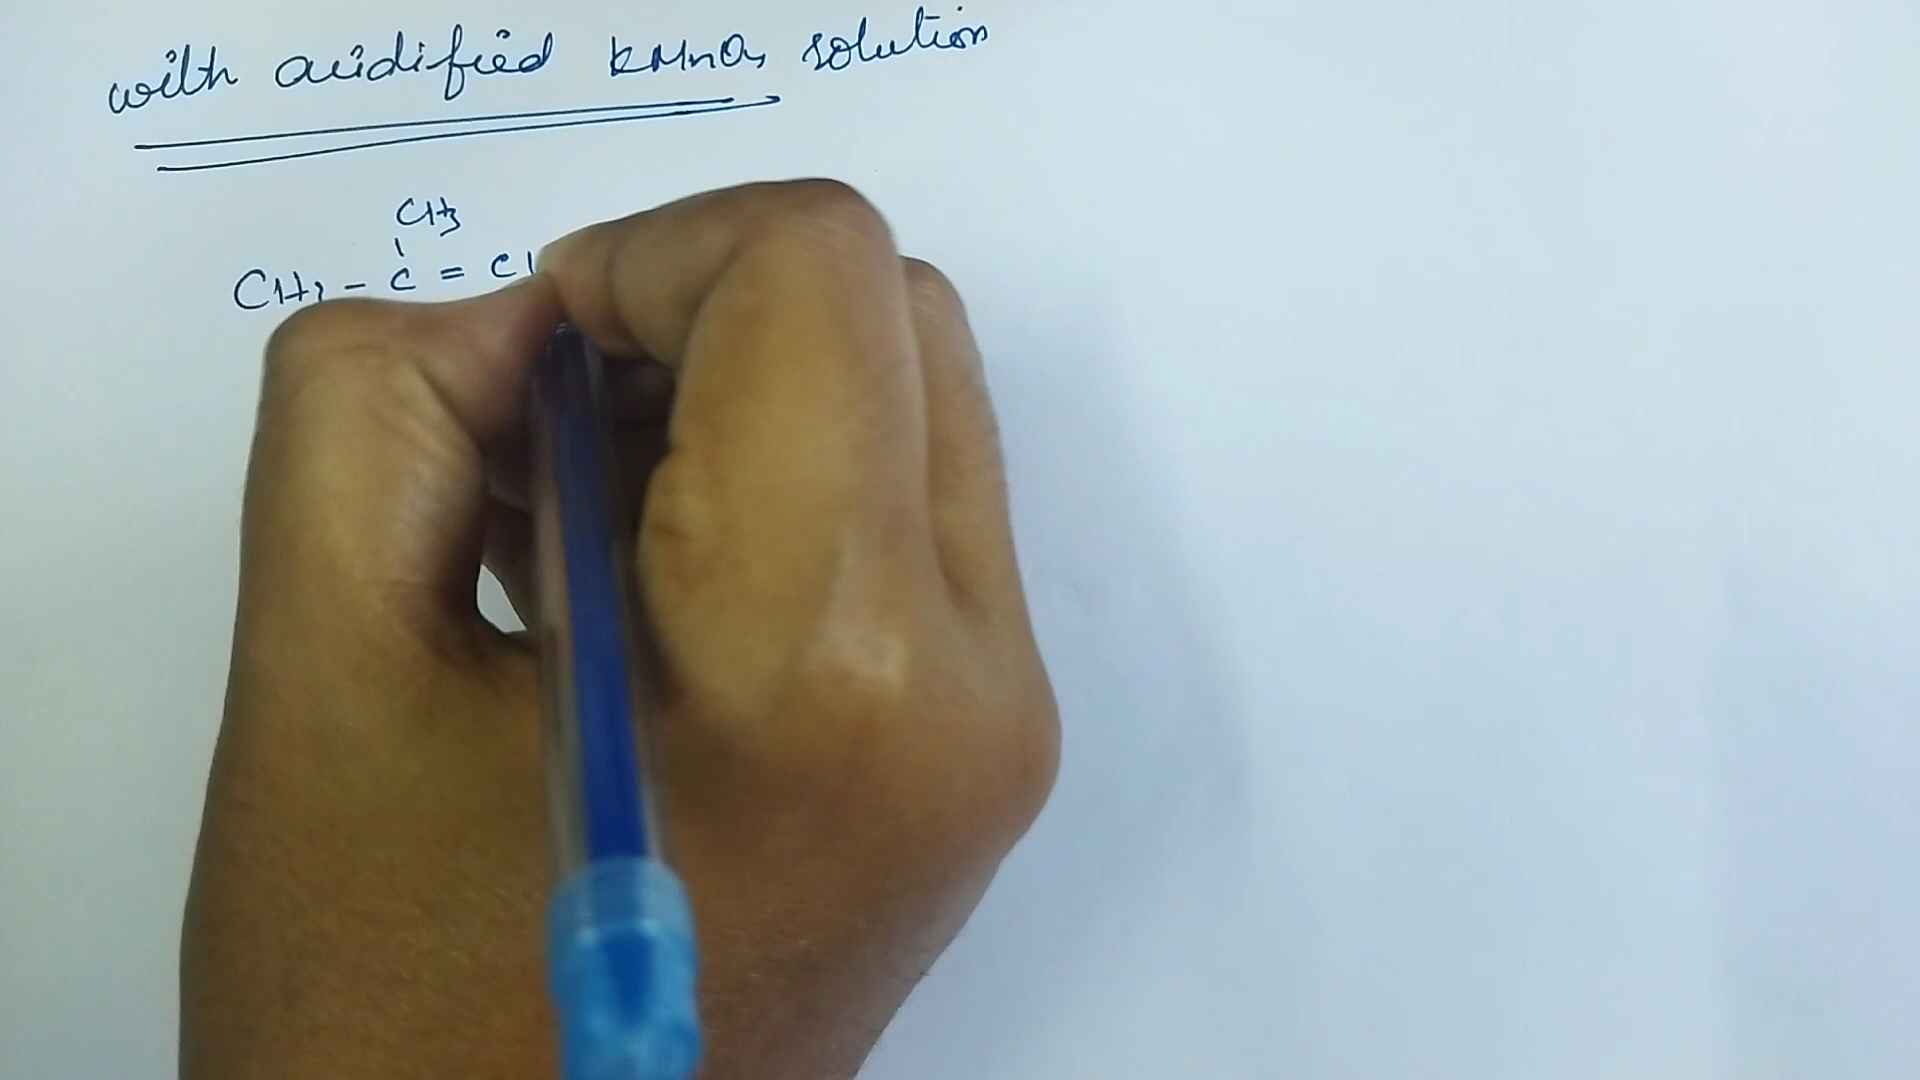 with acidified KMnO4 solution
CH3
CH3 - C = C